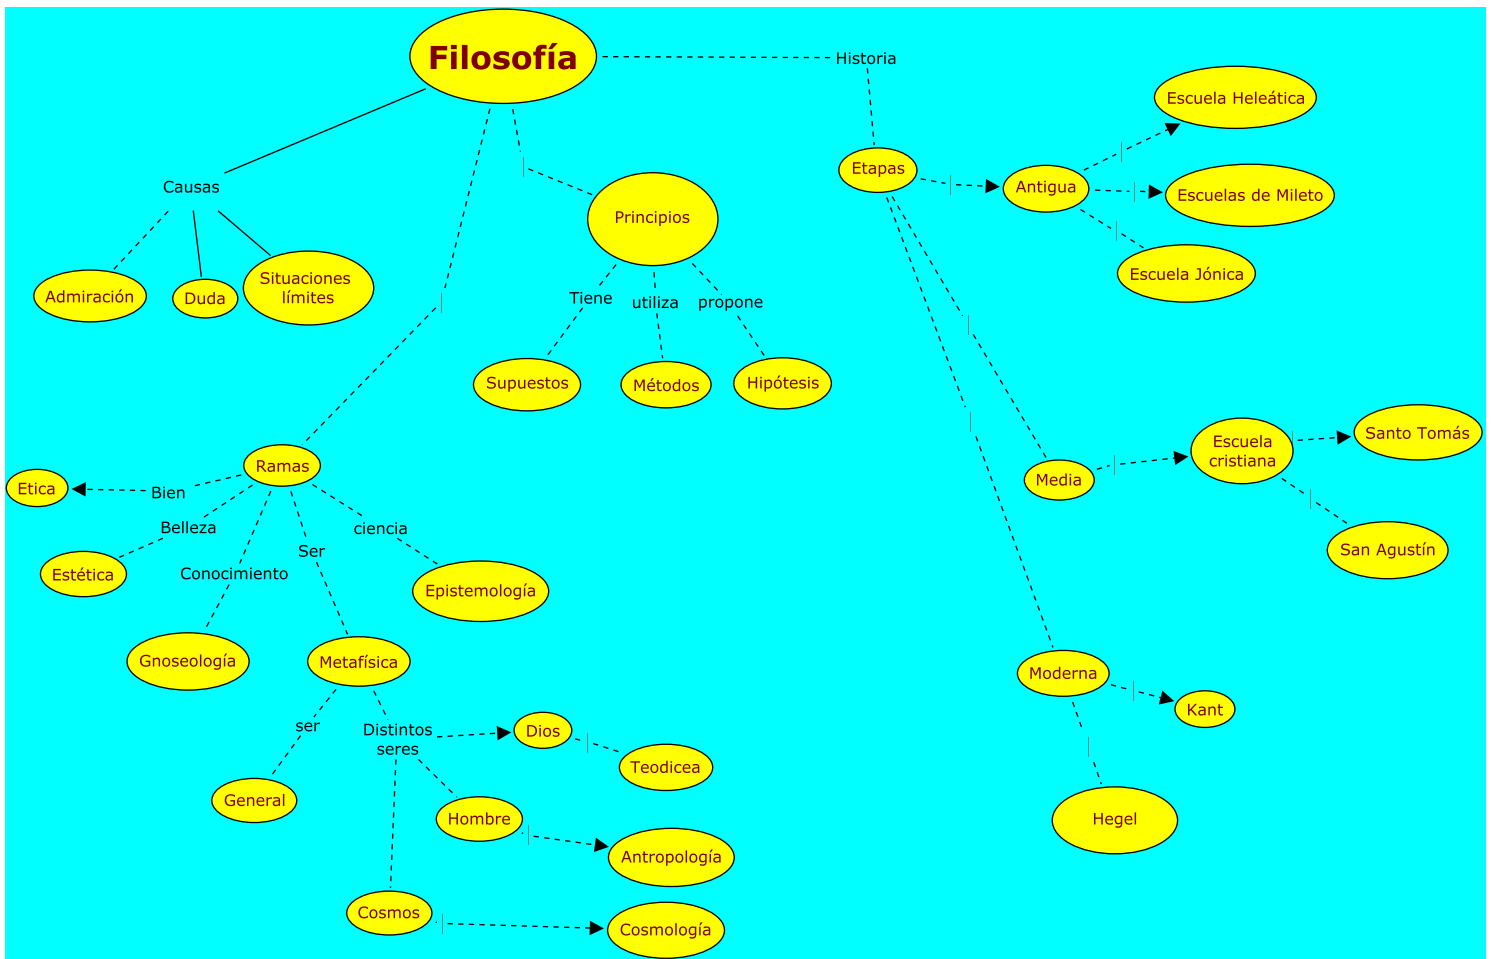 Filosofía
Historia
Escuela Heleática
Etapas
Antigua
Escuelas de Mileto
Causas
Principios
Escuela Jónica
Admiración
Duda
Situaciones
límites
Tiene
utiliza
propone
Supuestos
Métodos
Hipótesis
Santo Tomás
Escuela
cristiana
Ramas
Media
Etica
Bien
Belleza
ciencia
Ser
San Agustín
Estética
Conocimiento
Epistemología
Gnoseología
Metafísica
Moderna
Kant
ser
Distintos
seres
Dios
Teodicea
General
Hombre
Hegel
Antropología
Cosmos
Cosmología